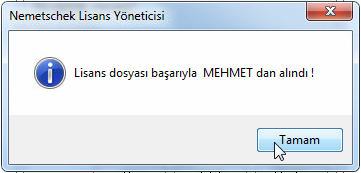 Nemetschek Lisans Yöneticisi
Lisans dosyası başarıyla  MEHMET dan alındı !
Tamam